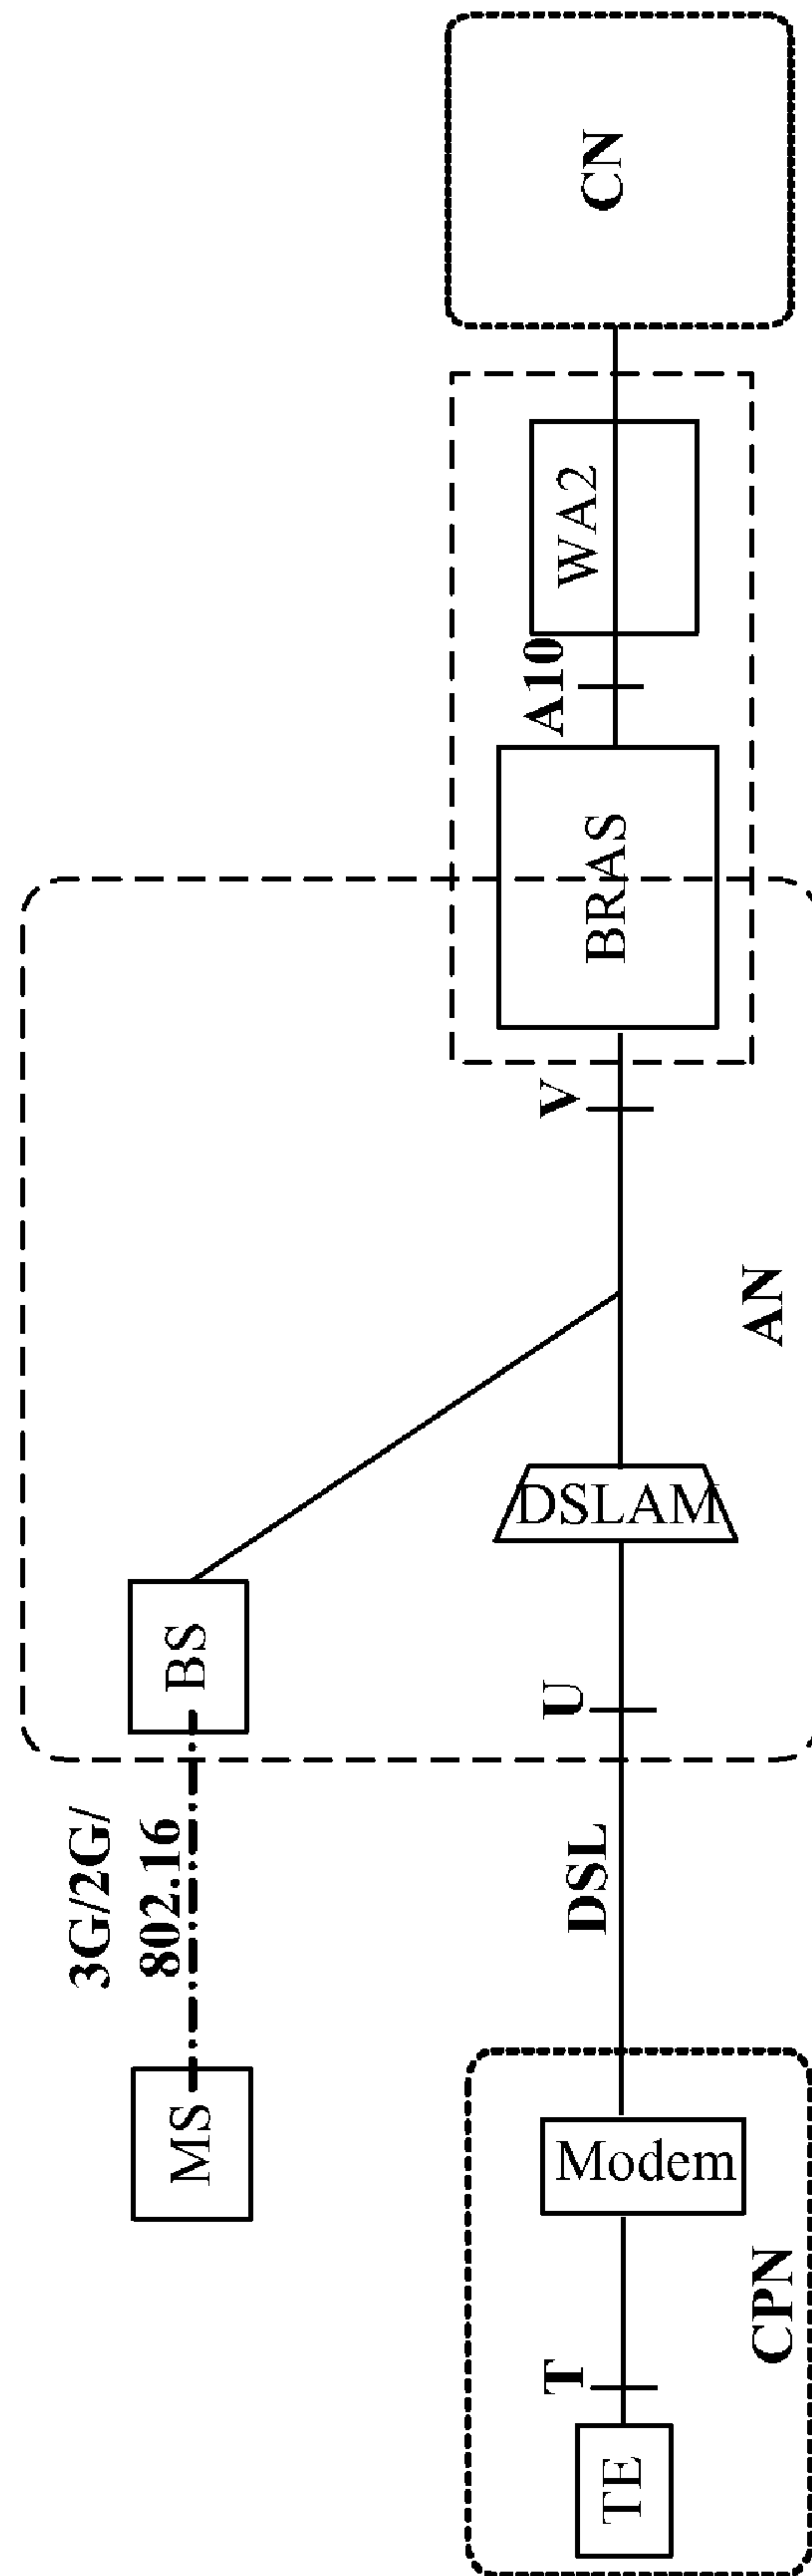 3G/2G/
802.16
MS
BS
TE
T
Modem
CPN
DSL
U
DSLAM
AN
V
BRAS
A10
WA2
CN